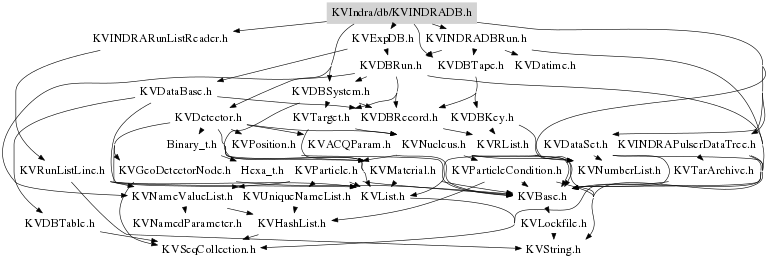 KVIndra/db/KVINDRADB.h
KVINDRARunListReader.h KVExpDB.h KVINDRADBRun.h
KVDBRun.h KVDBTape.h KVDatime.h
KVDataBase.h KVDBSystem.h
KVDetector.h KVTarget.h KVDBRecord.h KVDBKey.h
Binary_t.h KVPosition.h KVACQParam.h KVNucleus.h KVRList.h KVDataSet.h KVINDRAPulserDataTree.h
KVRunListLine.h KVGeoDetectorNode.h Hexa_t.h KVParticle.h KVMaterial.h KVParticleCondition.h KVNumberList.h KVTarArchive.h
KVNameValueList.h KVUniqueNameList.h KVList.h KVBase.h
KVDBTable.h KVNamedParameter.h KVHashList.h KVLockfile.h
KVSeqCollection.h KVString.h